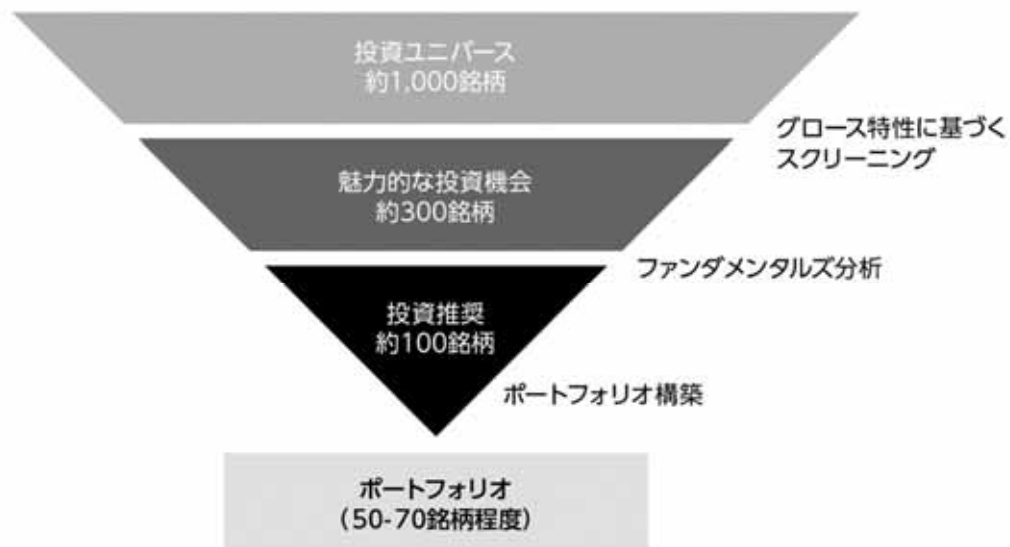 投資ユニバース
約1,000銘柄
グロース特性に基づく
スクリーニング
魅力的な投資機会
約300銘柄
ファンダメンタルズ分析
投資推奨
約100銘柄
ポートフォリオ構築
ポートフォリオ
(50-70銘柄程度)